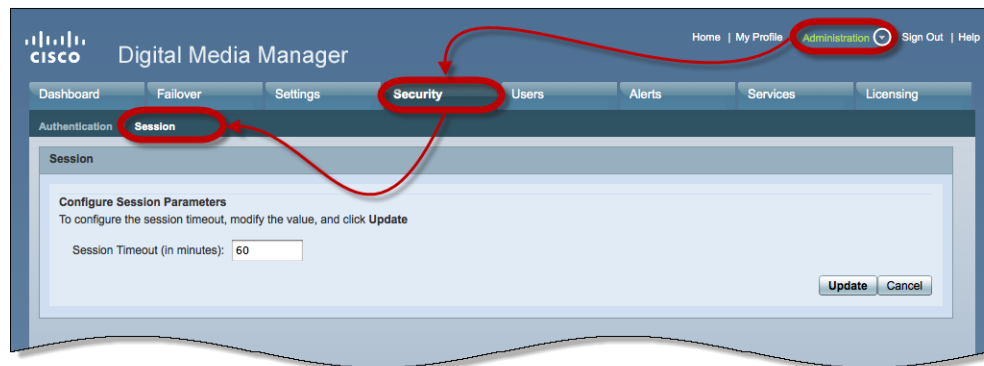 Home | My Profile Administration Sign Out | Help
CISCO Digital Media Manager
Dashboard Failover Settings Security Users Alerts Services Licensing
Authentication Session
Session
Configure Session Parameters
To configure the session timeout, modify the value, and click Update
Session Timeout (in minutes): 60
Update Cancel